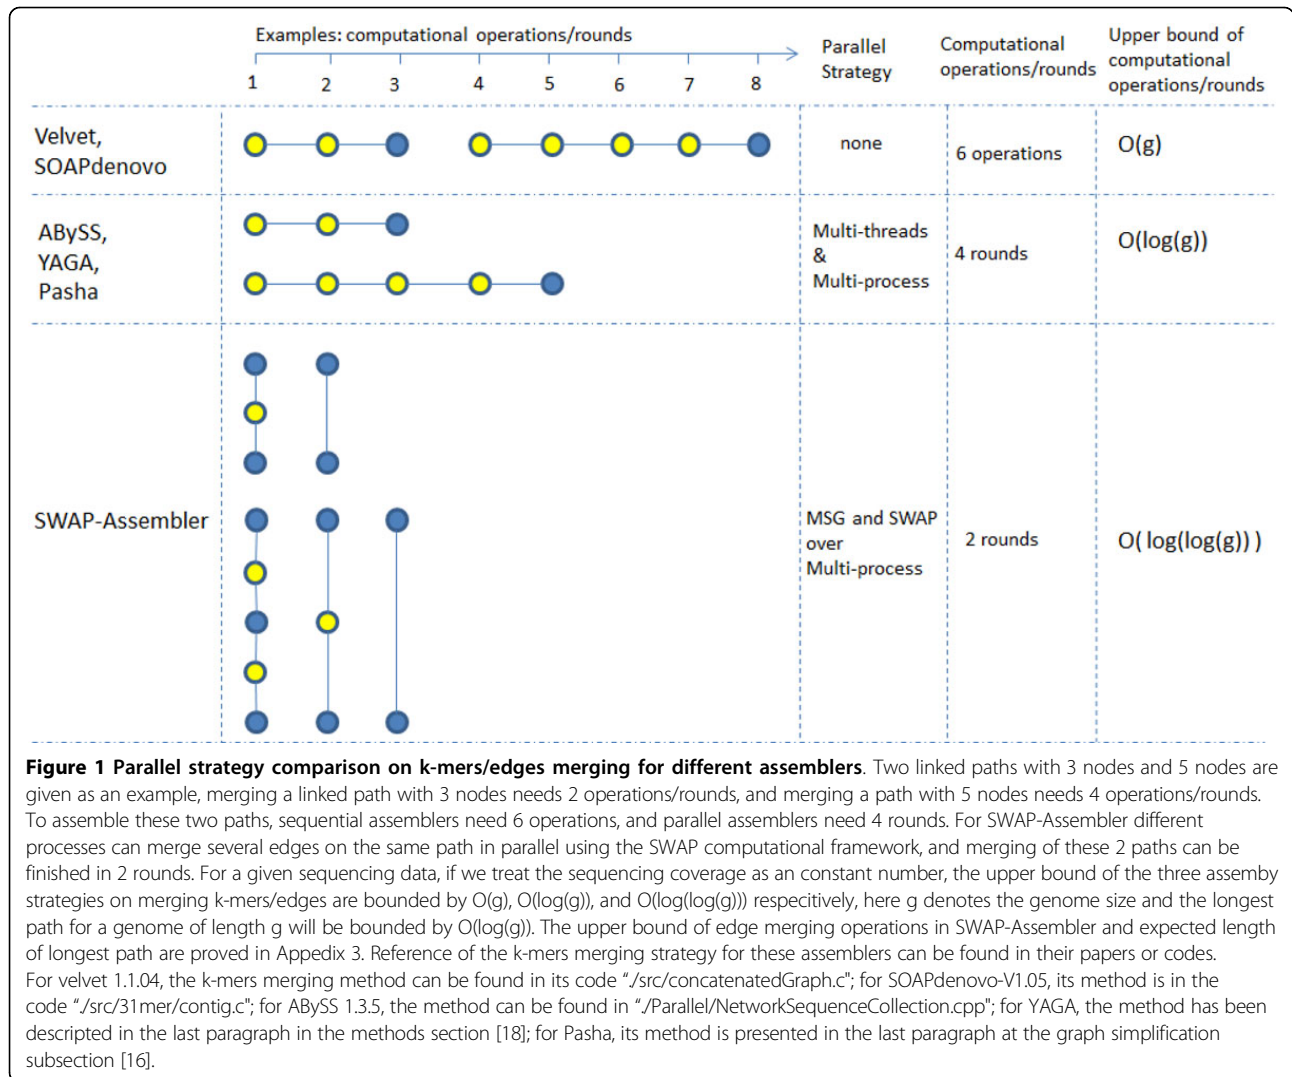 Examples: computational operations/rounds
1 2 3 4 5 6 7 8
Parallel
Strategy
Computational
operations/rounds
Upper bound of
computational
operations/rounds
Velvet,
SOAPdenovo
none
6 operations
O(g)
ABySS,
YAGA,
Pasha
Multi-threads
&
Multi-process
4 rounds
O(log(g))
SWAP-Assembler
MSG and SWAP
over
Multi-process
2 rounds
O( log(log(g)) )
Figure 1 Parallel strategy comparison on k-mers/edges merging for different assemblers. Two linked paths with 3 nodes and 5 nodes are
given as an example, merging a linked path with 3 nodes needs 2 operations/rounds, and merging a path with 5 nodes needs 4 operations/rounds.
To assemble these two paths, sequential assemblers need 6 operations, and parallel assemblers need 4 rounds. For SWAP-Assembler different
processes can merge several edges on the same path in parallel using the SWAP computational framework, and merging of these 2 paths can be
finished in 2 rounds. For a given sequencing data, if we treat the sequencing coverage as an constant number, the upper bound of the three assemby
strategies on merging k-mers/edges are bounded by O(g), O(log(g)), and O(log(log(g))) respecitively, here g denotes the genome size and the longest
path for a genome of length g will be bounded by O(log(g)). The upper bound of edge merging operations in SWAP-Assembler and expected length
of longest path are proved in Appedix 3. Reference of the k-mers merging strategy for these assemblers can be found in their papers or codes.
For velvet 1.1.04, the k-mers merging method can be found in its code "./src/concatenatedGraph.c"; for SOAPdenovo-V1.05, its method is in the
code "./src/31mer/contig.c"; for ABySS 1.3.5, the method can be found in "./Parallel/NetworkSequenceCollection.cpp"; for YAGA, the method has been
descripted in the last paragraph in the methods section [18]; for Pasha, its method is presented in the last paragraph at the graph simplification
subsection [16].